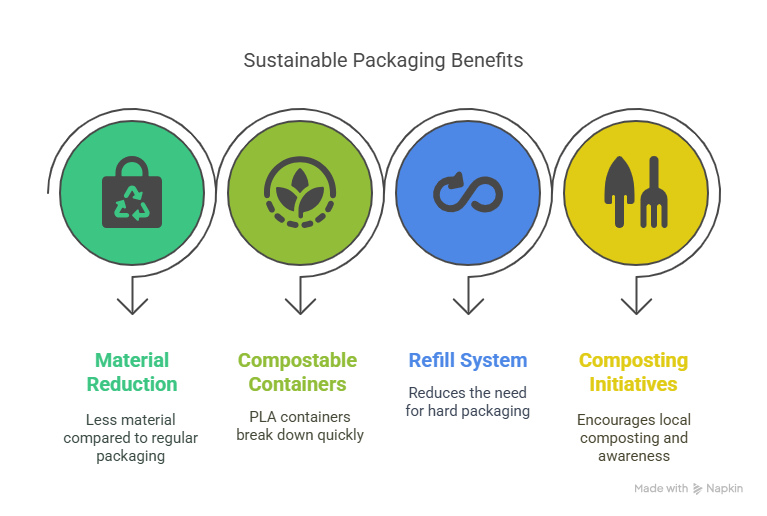 Sustainable Packaging Benefits
Material
Reduction
Less material
compared to regular
packaging
Compostable
Containers
PLA containers
break down quickly
Refill System
Reduces the need
for hard packaging
Composting
Initiatives
Encourages local
composting and
awareness
Made with Napkin